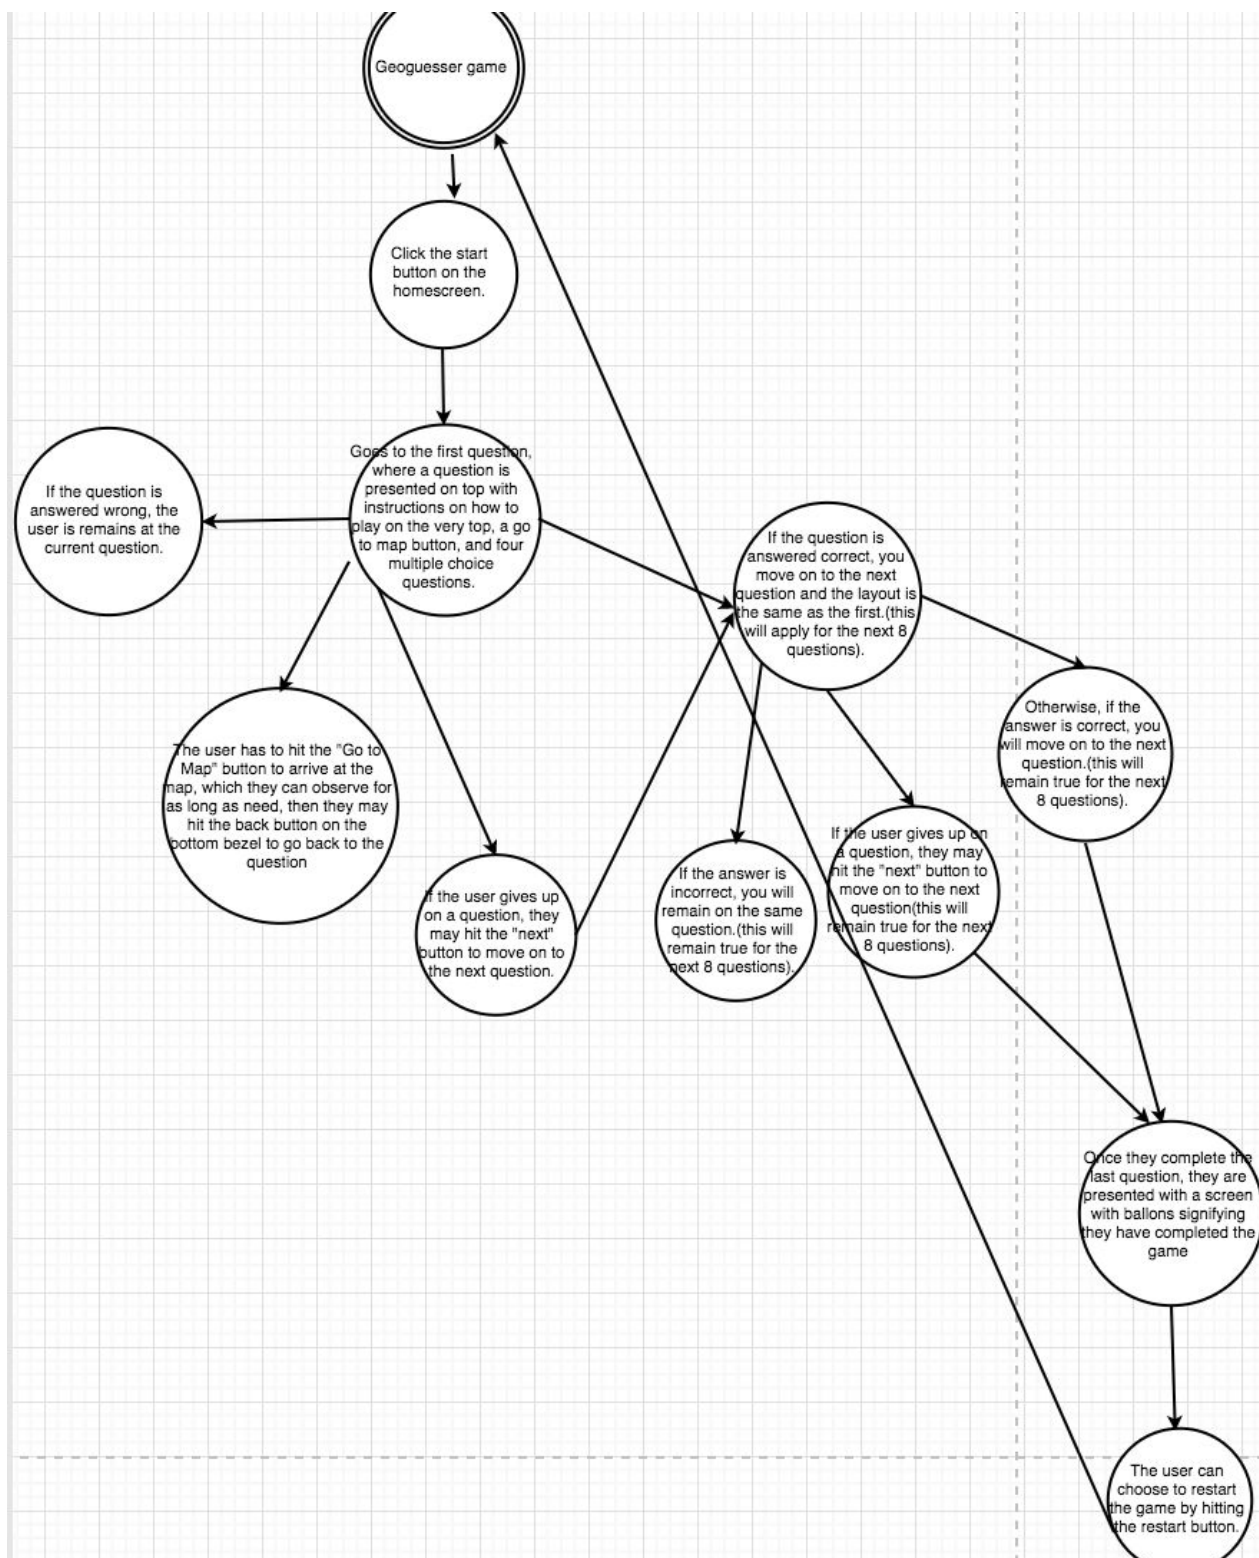 Geoguesser game
Click the start
button on the
homescreen.
Goes to the first question,
where a question is
presented on top with
instructions on how to
play on the very top, a go
to map button, and four
multiple choice
questions.
If the question is
answered wrong, the
user is remains at the
current question.
If the question is
answered correct, you
move on to the next
question and the layout is
the same as the first.(this
will apply for the next 8
questions).
The user has to hit the "Go to
Map" button to arrive at the
map, which they can observe for
as long as need, then they may
hit the back button on the
bottom bezel to go back to the
question
If the user gives up
on a question, they
may hit the "next"
button to move on to
the next question.
If the answer is
incorrect, you will
remain on the same
question.(this will
remain true for the
next 8 questions).
If the user gives up on
a question, they may
hit the "next" button to
move on to the next
question(this will
remain true for the next
8 questions).
Otherwise, if the
answer is correct, you
will move on to the next
question.(this will
remain true for the next
8 questions).
Once they complete the
last question, they are
presented with a screen
with ballons signifying
they have completed the
game
The user can
choose to restart
the game by hitting
the restart button.